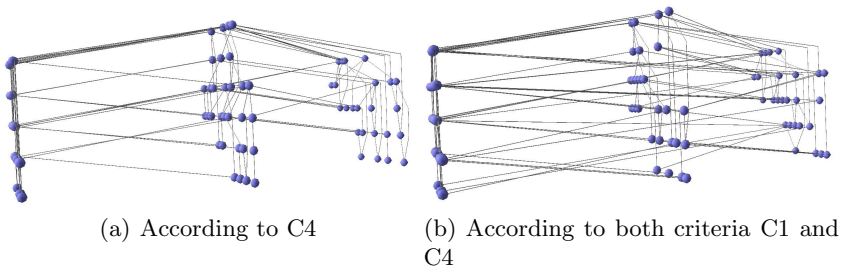 (a) According to C4
(b) According to both criteria C1 and
C4